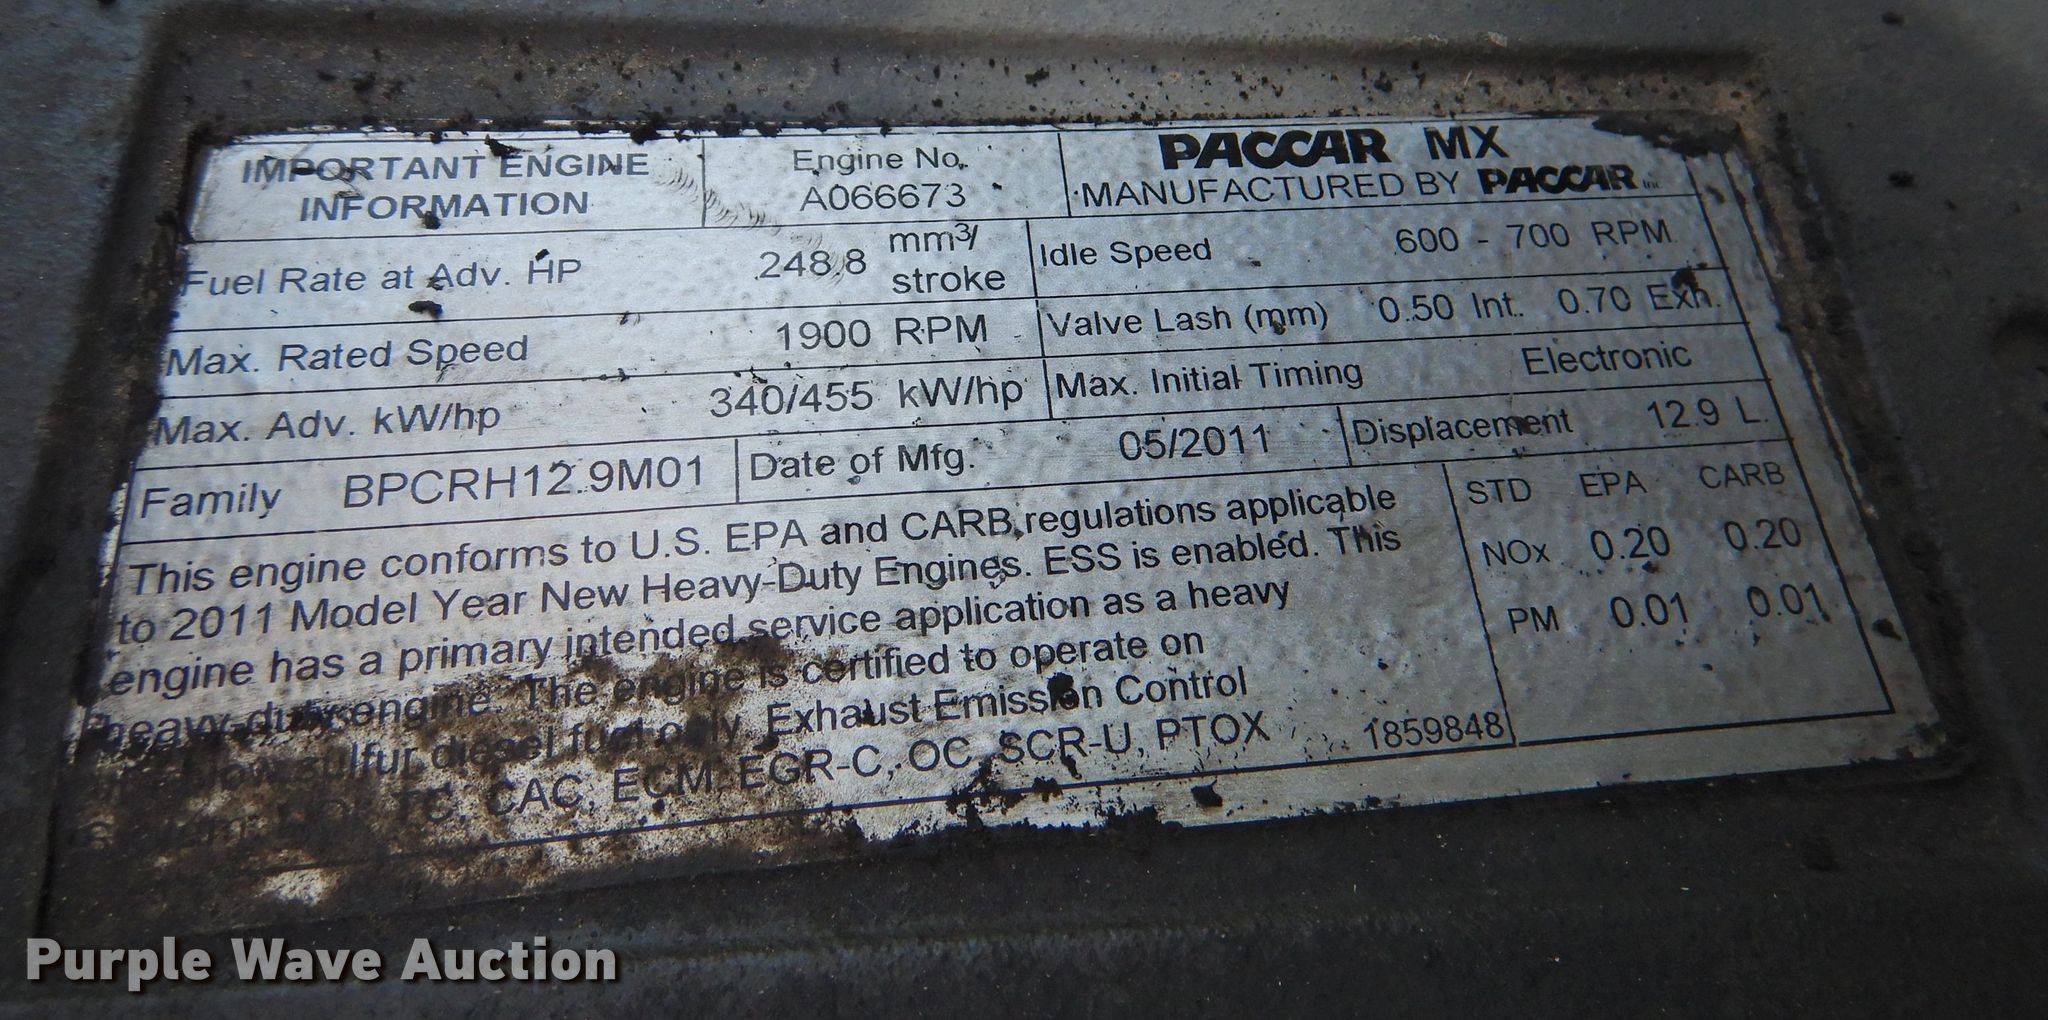 IMPORTANT ENGINE
INFORMATION
Engine No.
A066673
PACCAR MX
MANUFACTURED BY PACCAR Inc.
Fuel Rate at Adv. HP 248.8 mm³/
stroke
Idle Speed 600 - 700 RPM
Max. Rated Speed 1900 RPM
Valve Lash (mm) 0.50 Int. 0.70 Exh.
Max. Adv. kW/hp 340/455 kW/hp
Max. Initial Timing Electronic
Family BPCRH12.9M01
Date of Mfg. 05/2011
Displacement 12.9 L.
This engine conforms to U.S. EPA and CARB regulations applicable
to 2011 Model Year New Heavy-Duty Engines. ESS is enabled. This
engine has a primary intended service application as a heavy
heavy-duty engine. The engine is certified to operate on
low sulfur diesel fuel only. Exhaust Emission Control
TC, CAC, ECM, EGR-C, OC, SCR-U, PTOX
1859848
STD EPA CARB
NOx 0.20 0.20
PM 0.01 0.01
Purple Wave Auction